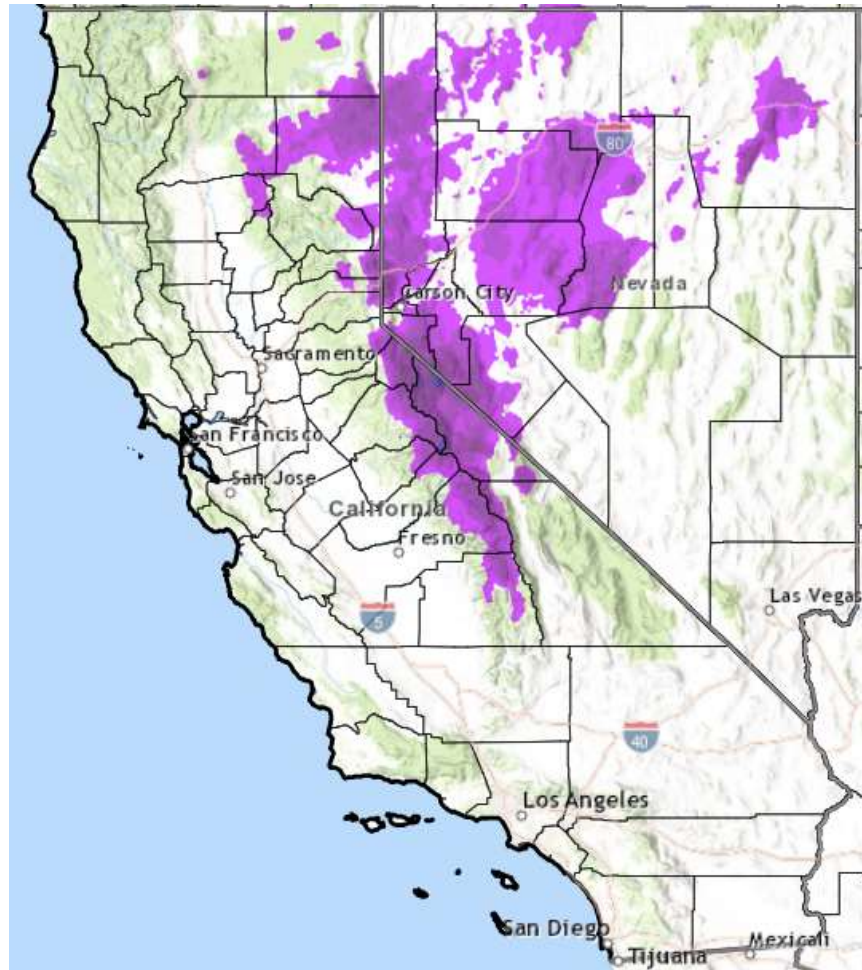 80
Carson City
Nevada
Sacramento
San Francisco
San Jose
California
Fresno
Las Vegas
5
40
Los Angeles
San Diego
Tijuana
Mexicali